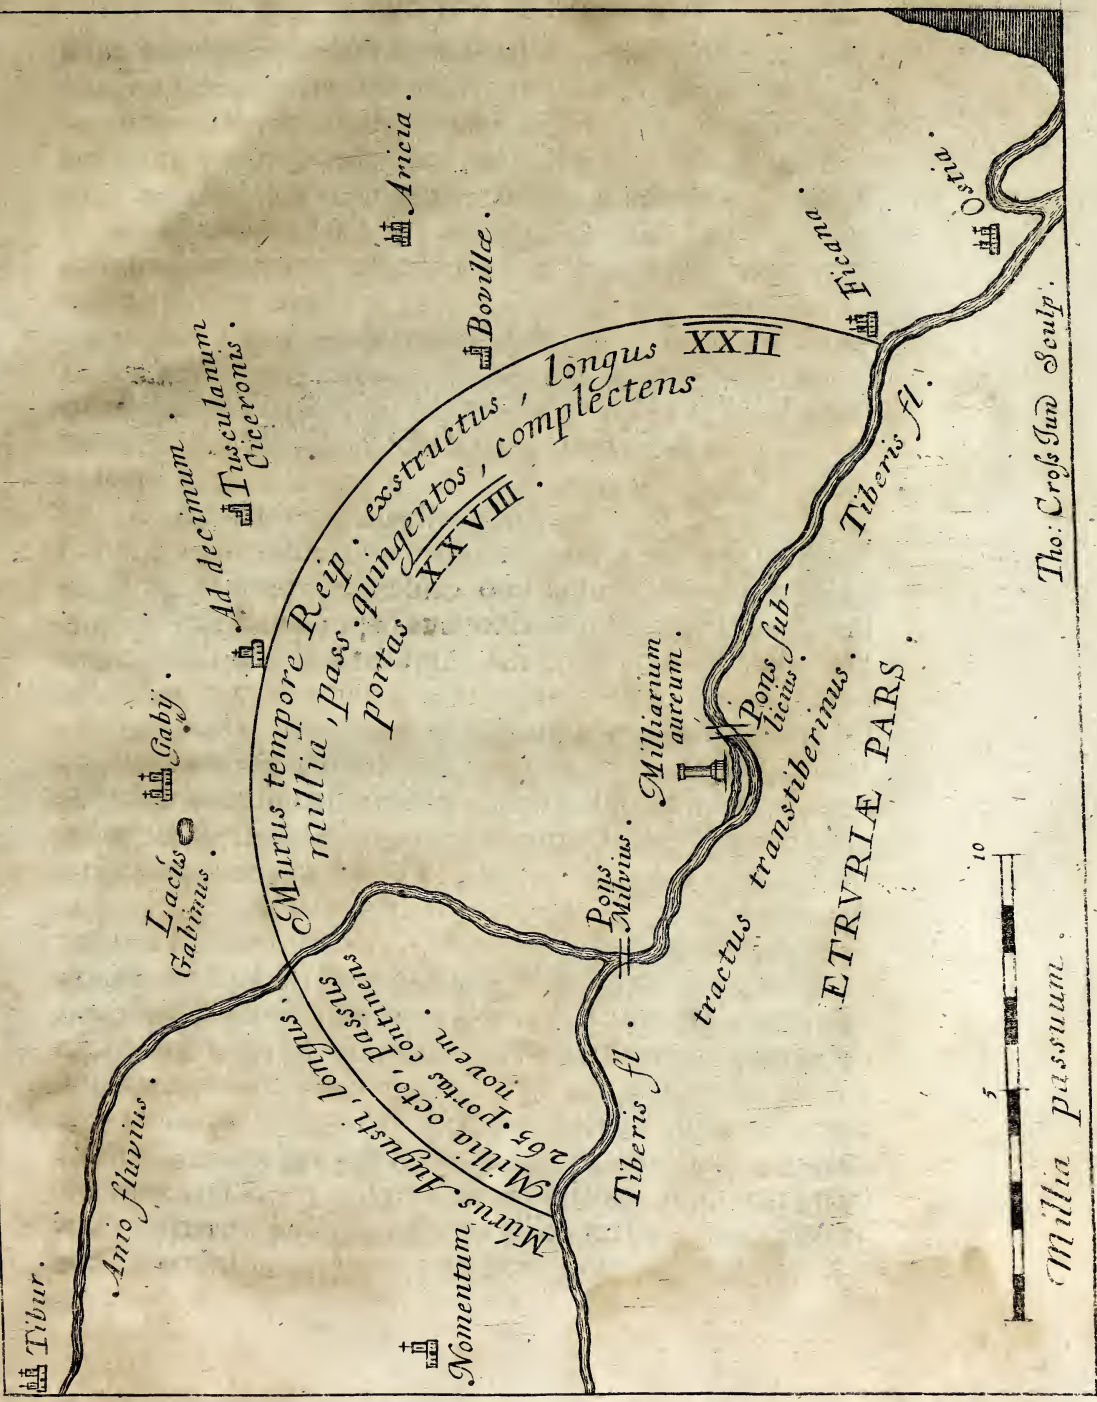 Tibur.
Anio fluvius.
Lacus
Gabinus.
Gabij.
Ad decimum.
Tusculanum
Ciceronis.
Aricia.
Bovillæ.
Nomentum
Murus Augusti, longus.
Millia octo, passus
265. portas continens
novem.
Murus tempore Reip. exstructus, longus XXII
millia, pass. quingentos, complectens
portas XXVIII.
Ficana.
Ostia.
Tiberis fl.
Pons
Milvius.
Milliarium
aureum.
Pons sub-
licius.
Tiberis fl.
tractus transtiberinus.
ETRVRIÆ PARS.
5 10
Millia passuum.
Tho: Cross Jun Sculp.